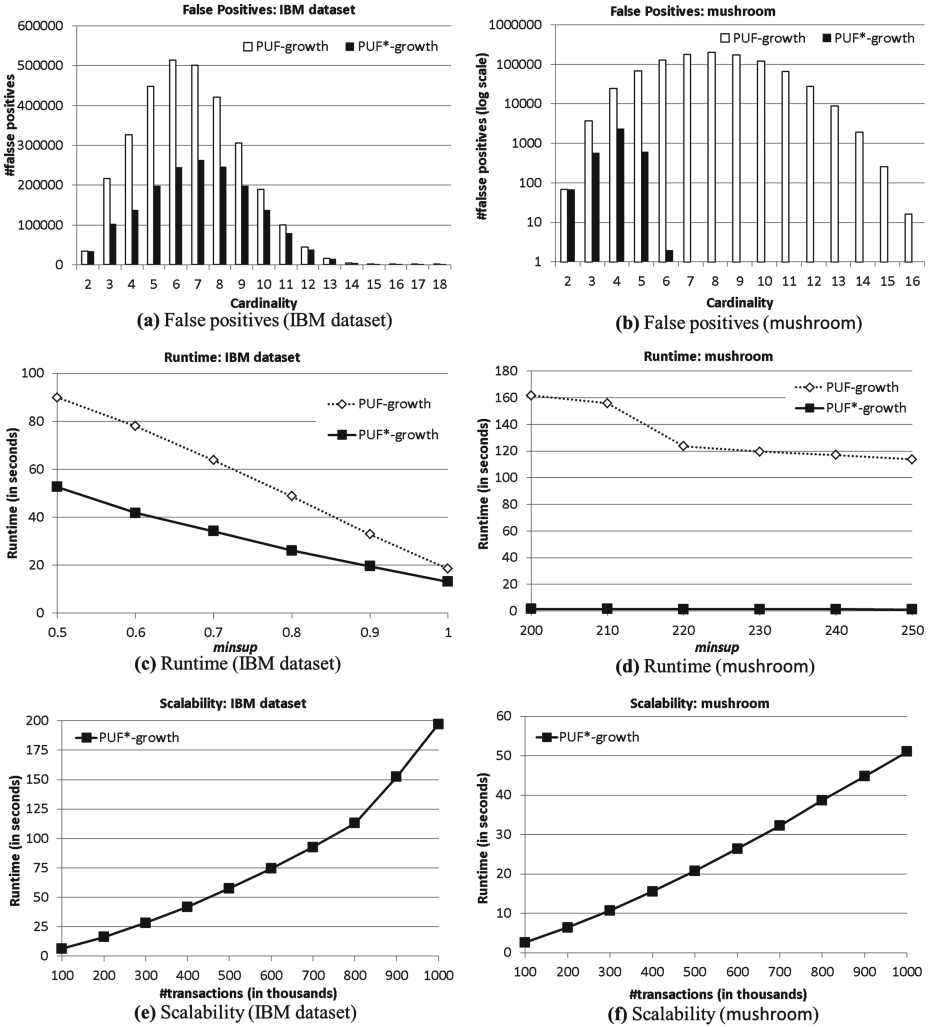 False Positives: IBM dataset
600000
500000
400000
300000
200000
100000
0
#falsse positives
PUF-growth PUF*-growth
2 3 4 5 6 7 8 9 10 11 12 13 14 15 16 17 18
Cardinality
(a) False positives (IBM dataset)
False Positives: mushroom
1000000
100000
10000
1000
100
10
1
#falsse positives (log scale)
PUF-growth PUF*-growth
2 3 4 5 6 7 8 9 10 11 12 13 14 15 16
Cardinality
(b) False positives (mushroom)
Runtime: IBM dataset
100
80
60
40
20
0
Runtime (in seconds)
PUF-growth
PUF*-growth
0.5 0.6 0.7 0.8 0.9 1
minsup
(c) Runtime (IBM dataset)
Runtime: mushroom
180
160
140
120
100
80
60
40
20
0
Runtime (in seconds)
PUF-growth
PUF*-growth
200 210 220 230 240 250
minsup
(d) Runtime (mushroom)
Scalability: IBM dataset
200
175
150
125
100
75
50
25
0
Runtime (in seconds)
PUF*-growth
100 200 300 400 500 600 700 800 900 1000
#transactions (in thousands)
(e) Scalability (IBM dataset)
Scalability: mushroom
60
50
40
30
20
10
0
Runtime (in seconds)
PUF*-growth
100 200 300 400 500 600 700 800 900 1000
#transactions (in thousands)
(f) Scalability (mushroom)